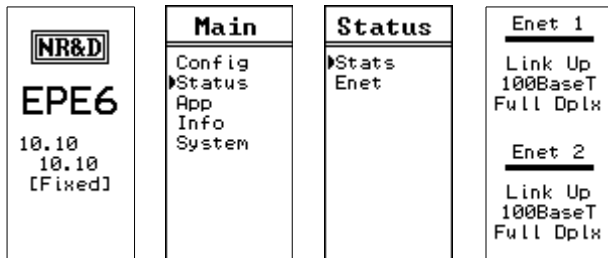 NR&D
EPE6
10.10
10.10
[Fixed]
Main
Config
Status
App
Info
System
Status
Stats
Enet
Enet 1
Link Up
100BaseT
Full Dplx
Enet 2
Link Up
100BaseT
Full Dplx